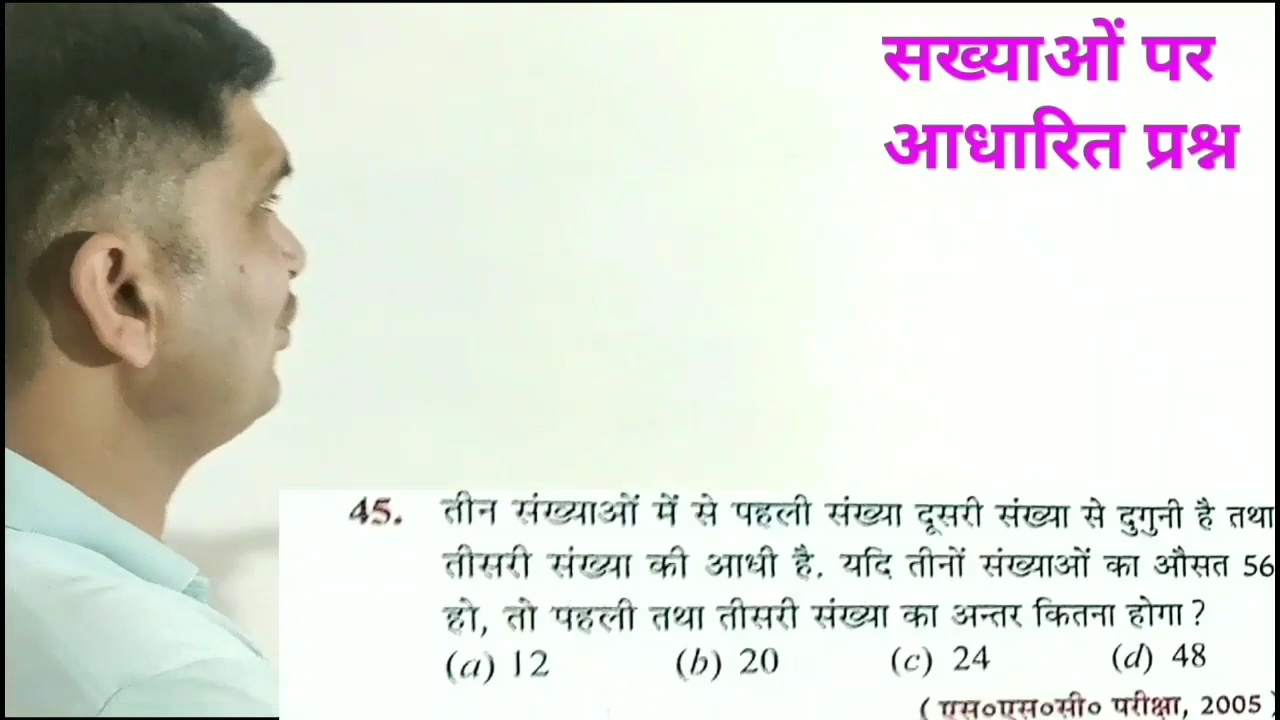 सख्याओं पर
आधारित प्रश्न
45. तीन संख्याओं में से पहली संख्या दूसरी संख्या से दुगुनी है तथा
तीसरी संख्या की आधी है. यदि तीनों संख्याओं का औसत 56
हो, तो पहली तथा तीसरी संख्या का अन्तर कितना होगा?
(a) 12 (b) 20 (c) 24 (d) 48
(एस०एस०सी० परीक्षा, 2005)